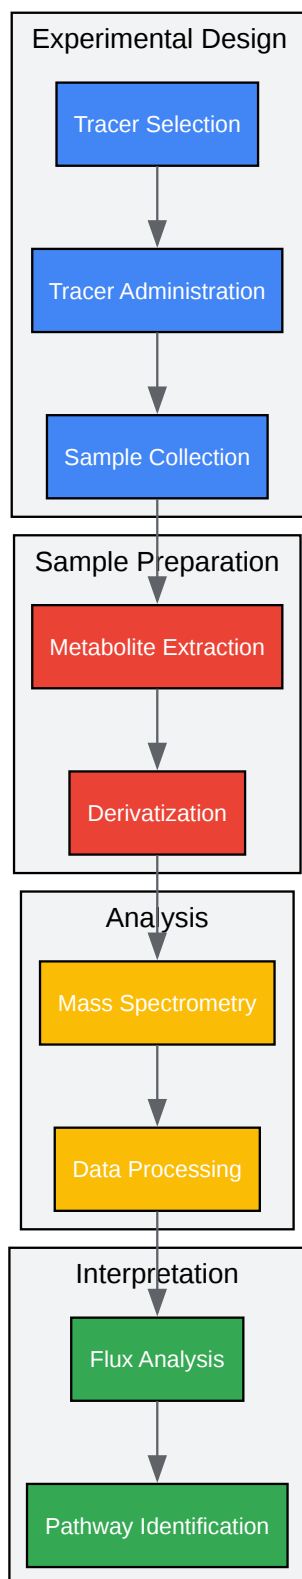 Experimental Design
Tracer Selection
Tracer Administration
Sample Collection
Sample Preparation
Metabolite Extraction
Derivatization
Analysis
Mass Spectrometry
Data Processing
Interpretation
Flux Analysis
Pathway Identification